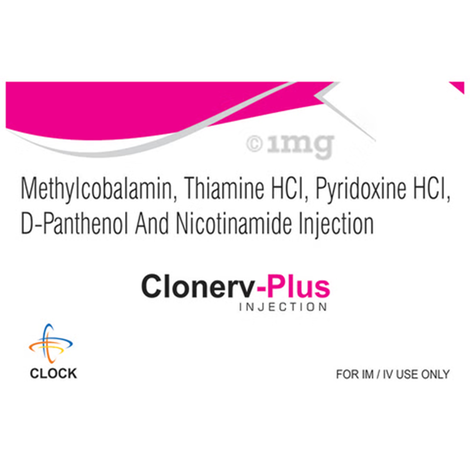 ©1mg
Methylcobalamin, Thiamine HCl, Pyridoxine HCl,
D-Panthenol And Nicotinamide Injection
Clonerv-Plus
INJECTION
CLOCK
FOR IM / IV USE ONLY